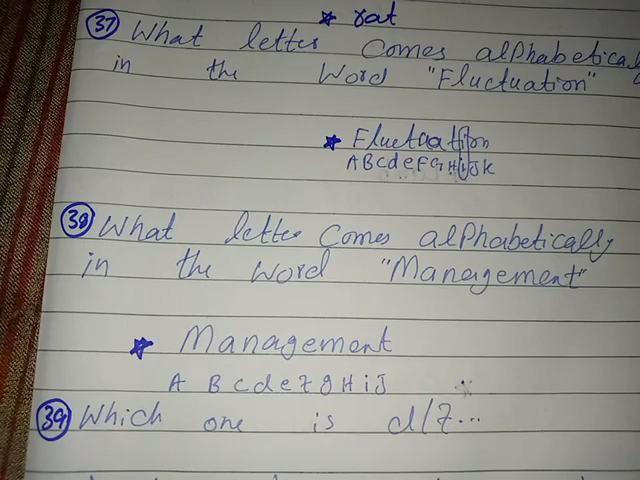 * rat
37 What letter comes alphabetically
in the Word "Fluctuation"
* Fluctuation
ABCdeFGHiJK
38 What letter Comes alphabetically
in the Word "Management"
* Management
A B C d e F g H i J
39 Which one is d/f...